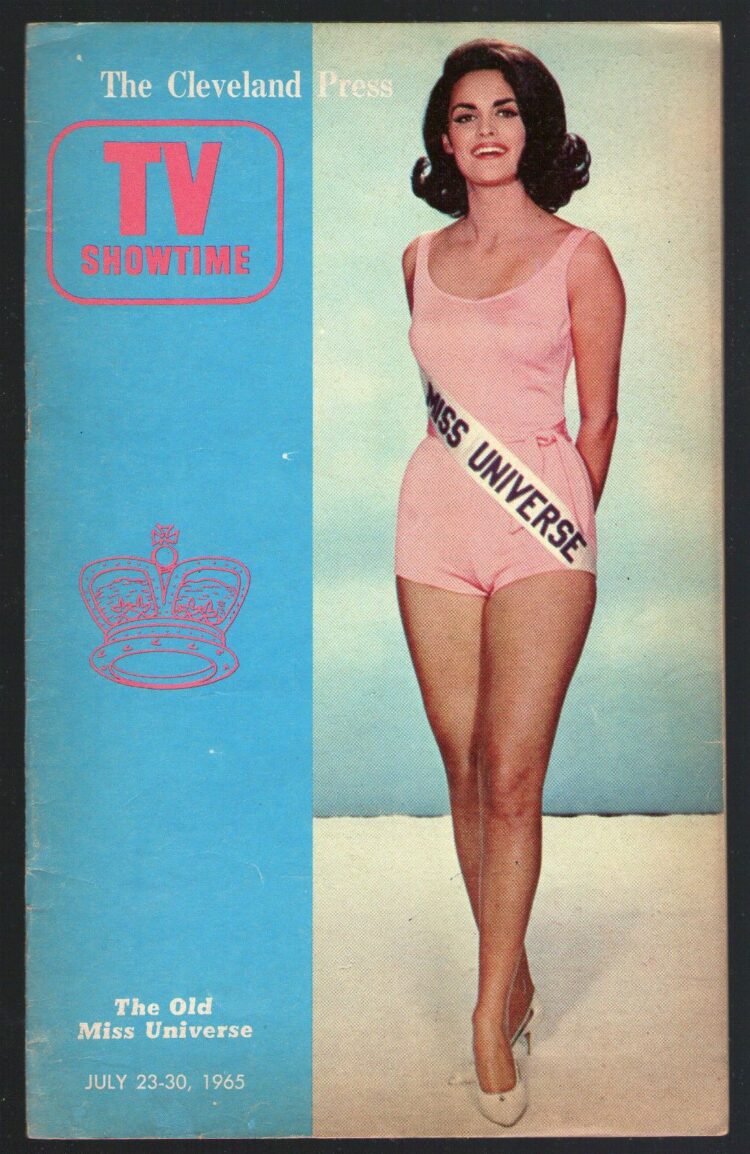 The Cleveland Press
TV
SHOWTIME
MISS UNIVERSE
The Old
Miss Universe
JULY 23-30, 1965